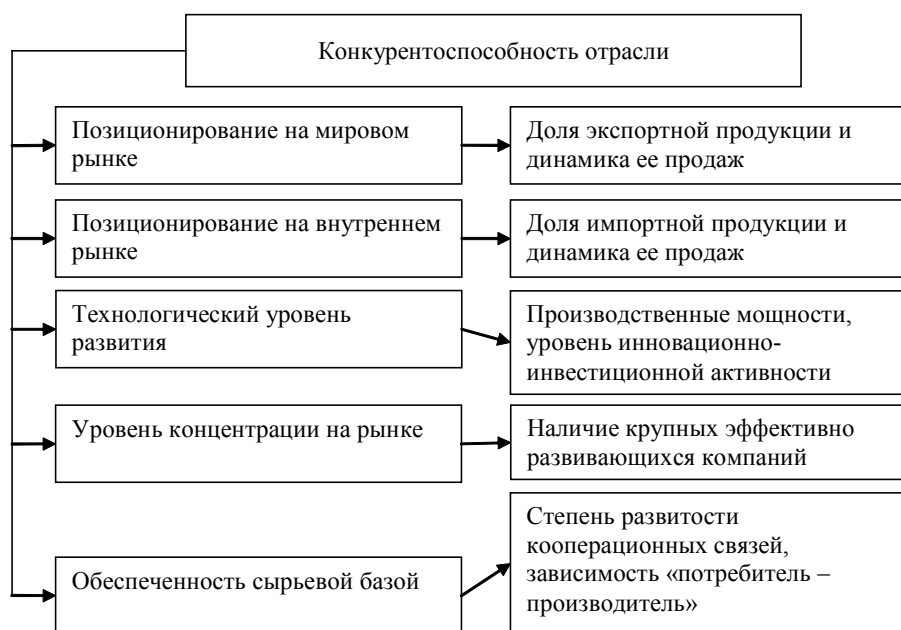 Конкурентоспособность отрасли
Позиционирование на мировом
рынке
Доля экспортной продукции и
динамика ее продаж
Позиционирование на внутреннем
рынке
Доля импортной продукции и
динамика ее продаж
Технологический уровень
развития
Производственные мощности,
уровень инновационно-
инвестиционной активности
Уровень концентрации на рынке
Наличие крупных эффективно
развивающихся компаний
Обеспеченность сырьевой базой
Степень развитости
кооперационных связей,
зависимость «потребитель –
производитель»